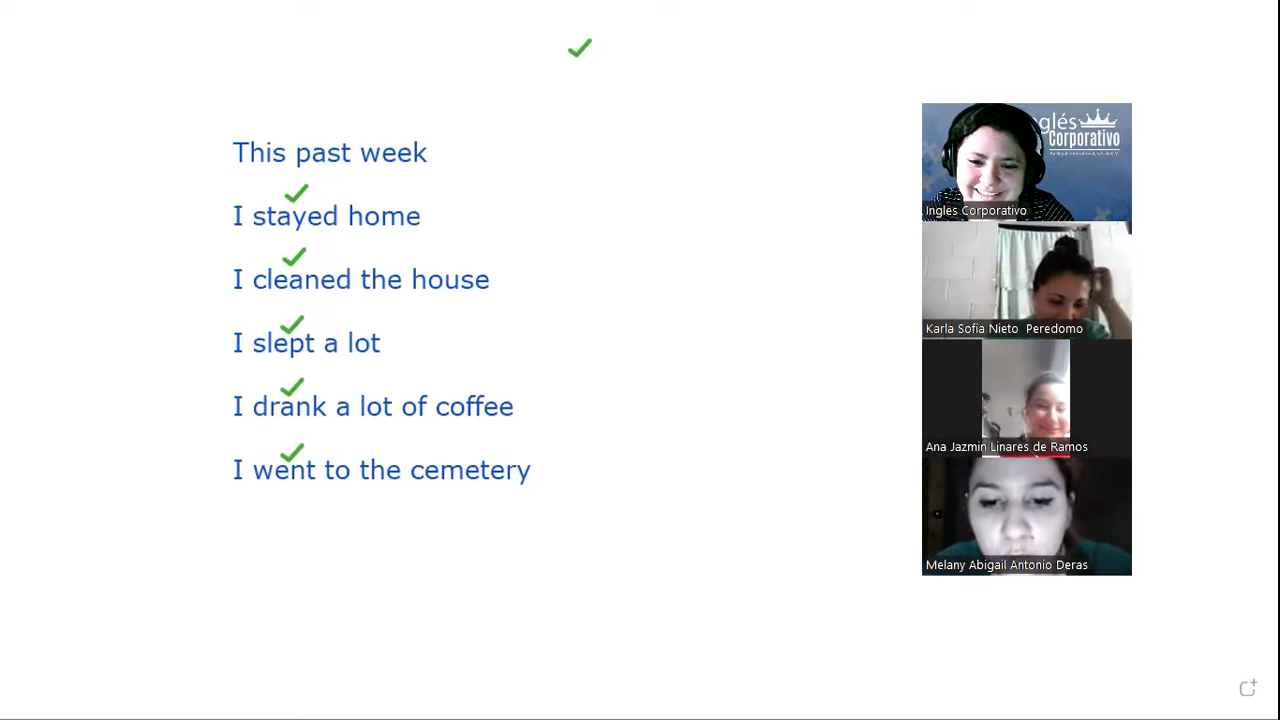 This past week
I stayed home
I cleaned the house
I slept a lot
I drank a lot of coffee
I went to the cemetery
glés
Corporativo
Ingles Corporativo
Karla Sofia Nieto Peredomo
Ana Jazmin Linares de Ramos
Melany Abigail Antonio Deras